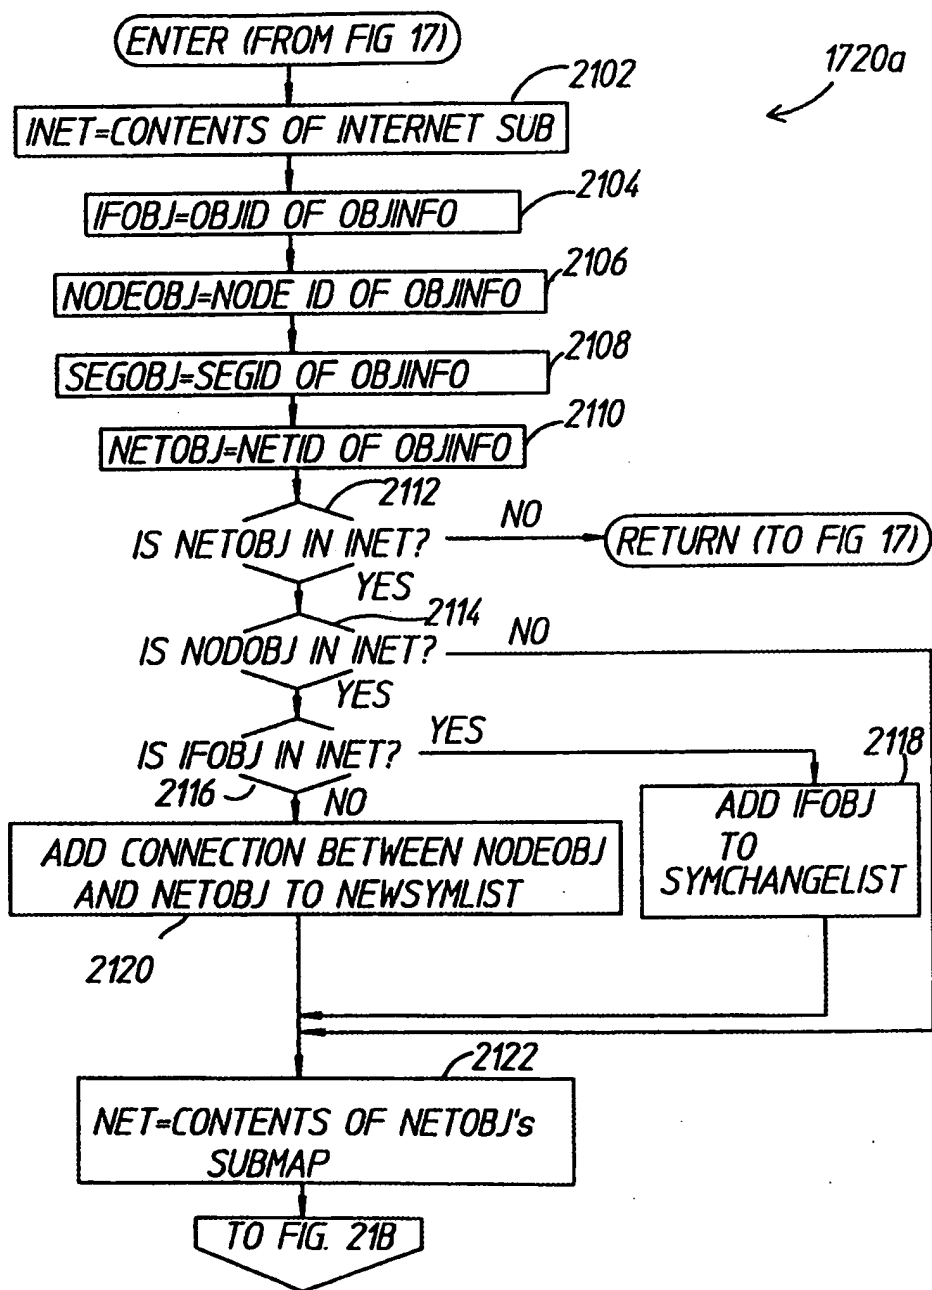 ENTER (FROM FIG 17)
1720a
2102
INET=CONTENTS OF INTERNET SUB
2104
IFOBJ=OBJID OF OBJINFO
2106
NODEOBJ=NODE ID OF OBJINFO
2108
SEGOBJ=SEGID OF OBJINFO
2110
NETOBJ=NETID OF OBJINFO
2112
IS NETOBJ IN INET?
NO
RETURN (TO FIG 17)
YES
2114
IS NODOBJ IN INET?
NO
YES
IS IFOBJ IN INET?
YES
2116
NO
2118
ADD IFOBJ
TO
SYMCHANGELIST
ADD CONNECTION BETWEEN NODEOBJ
AND NETOBJ TO NEWSYMLIST
2120
2122
NET=CONTENTS OF NETOBJ's
SUBMAP
TO FIG. 21B